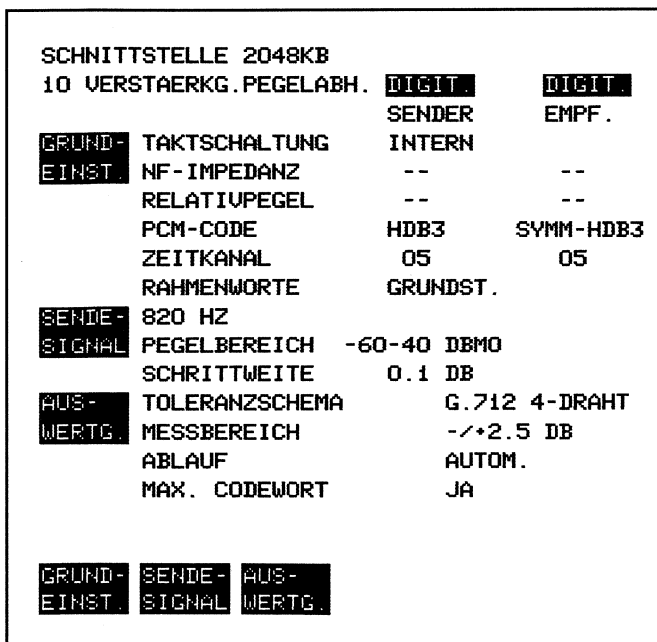 SCHNITTSTELLE 2048KB
10 VERSTAERKG.PEGELABH. DIGIT. DIGIT.
SENDER EMPF.
GRUND- TAKTSCHALTUNG INTERN
EINST. NF-IMPEDANZ -- --
RELATIVPEGEL -- --
PCM-CODE HDB3 SYMM-HDB3
ZEITKANAL 05 05
RAHMENWORTE GRUNDST.
SENDE- 820 HZ
SIGNAL PEGELBEREICH -60-40 DBM0
SCHRITTWEITE 0.1 DB
AUS- TOLERANZSCHEMA G.712 4-DRAHT
WERTG. MESSBEREICH -/+2.5 DB
ABLAUF AUTOM.
MAX. CODEWORT JA
GRUND- SENDE- AUS-
EINST. SIGNAL WERTG.